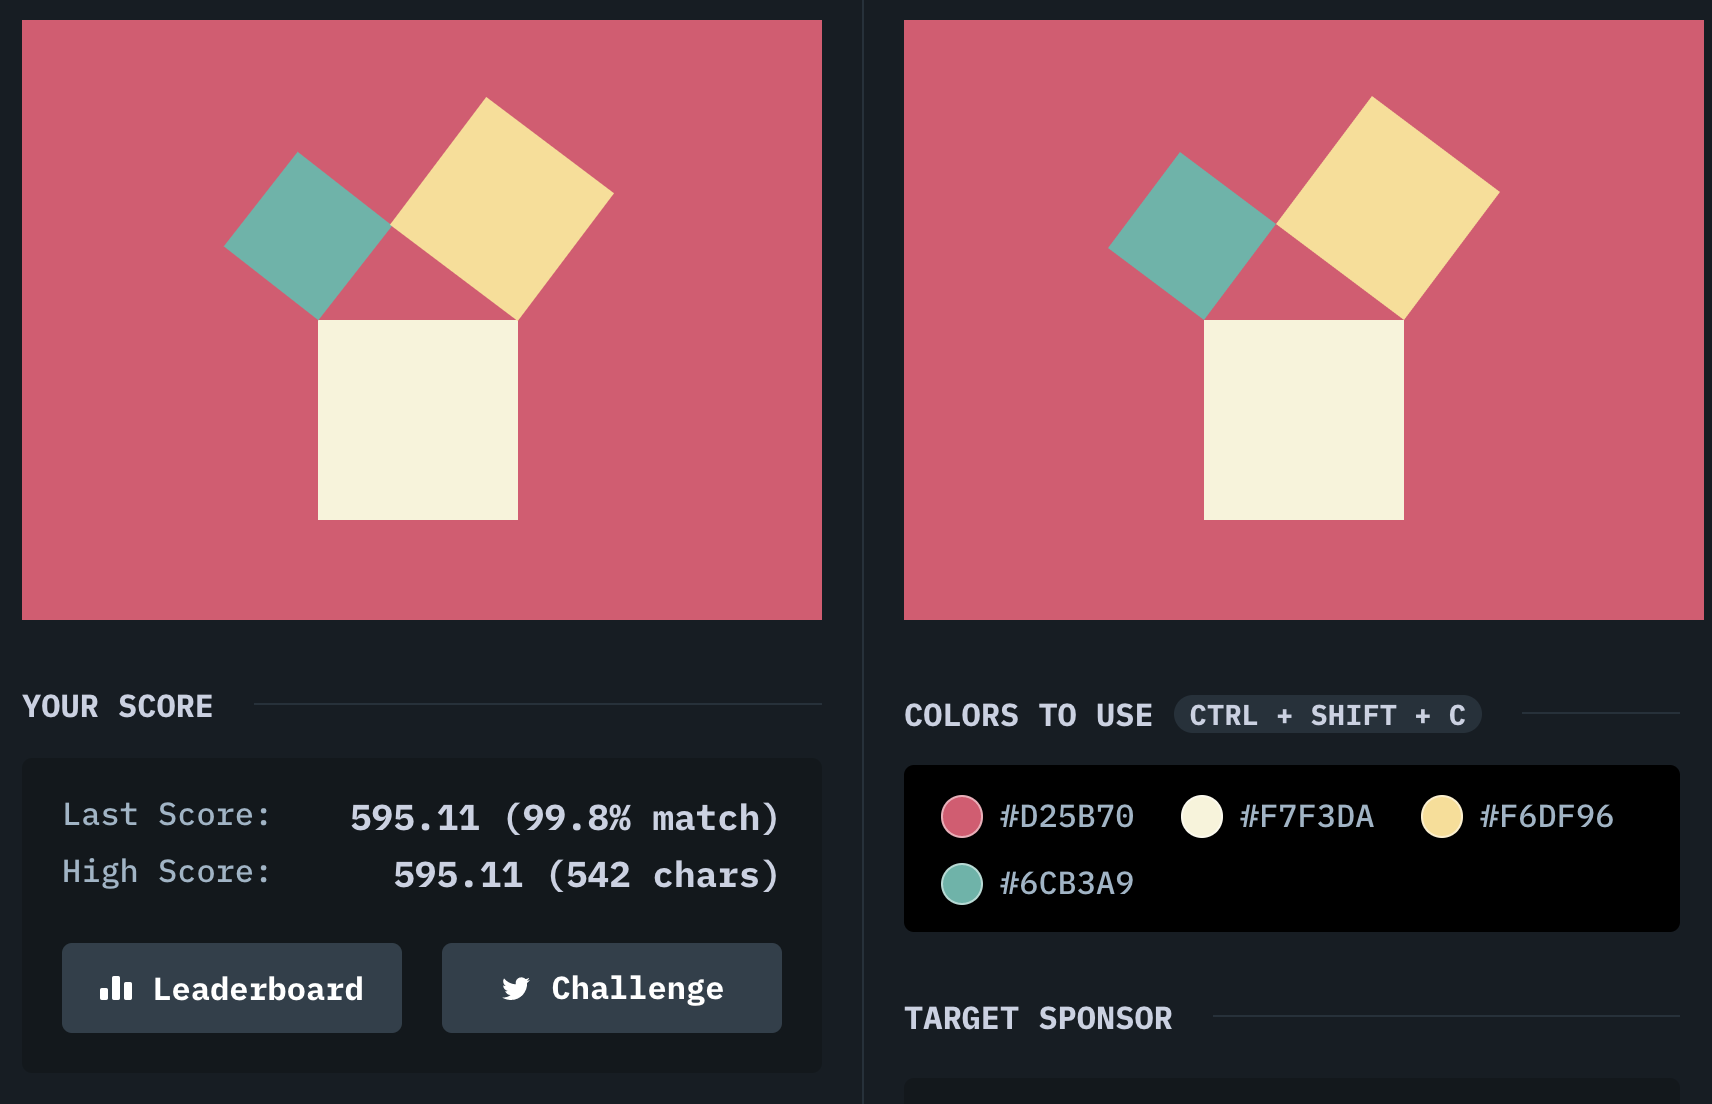 YOUR SCORE
Last Score: 595.11 (99.8% match)
High Score: 595.11 (542 chars)
Leaderboard
Challenge
COLORS TO USE CTRL + SHIFT + C
#D25B70 #F7F3DA #F6DF96
#6CB3A9
TARGET SPONSOR